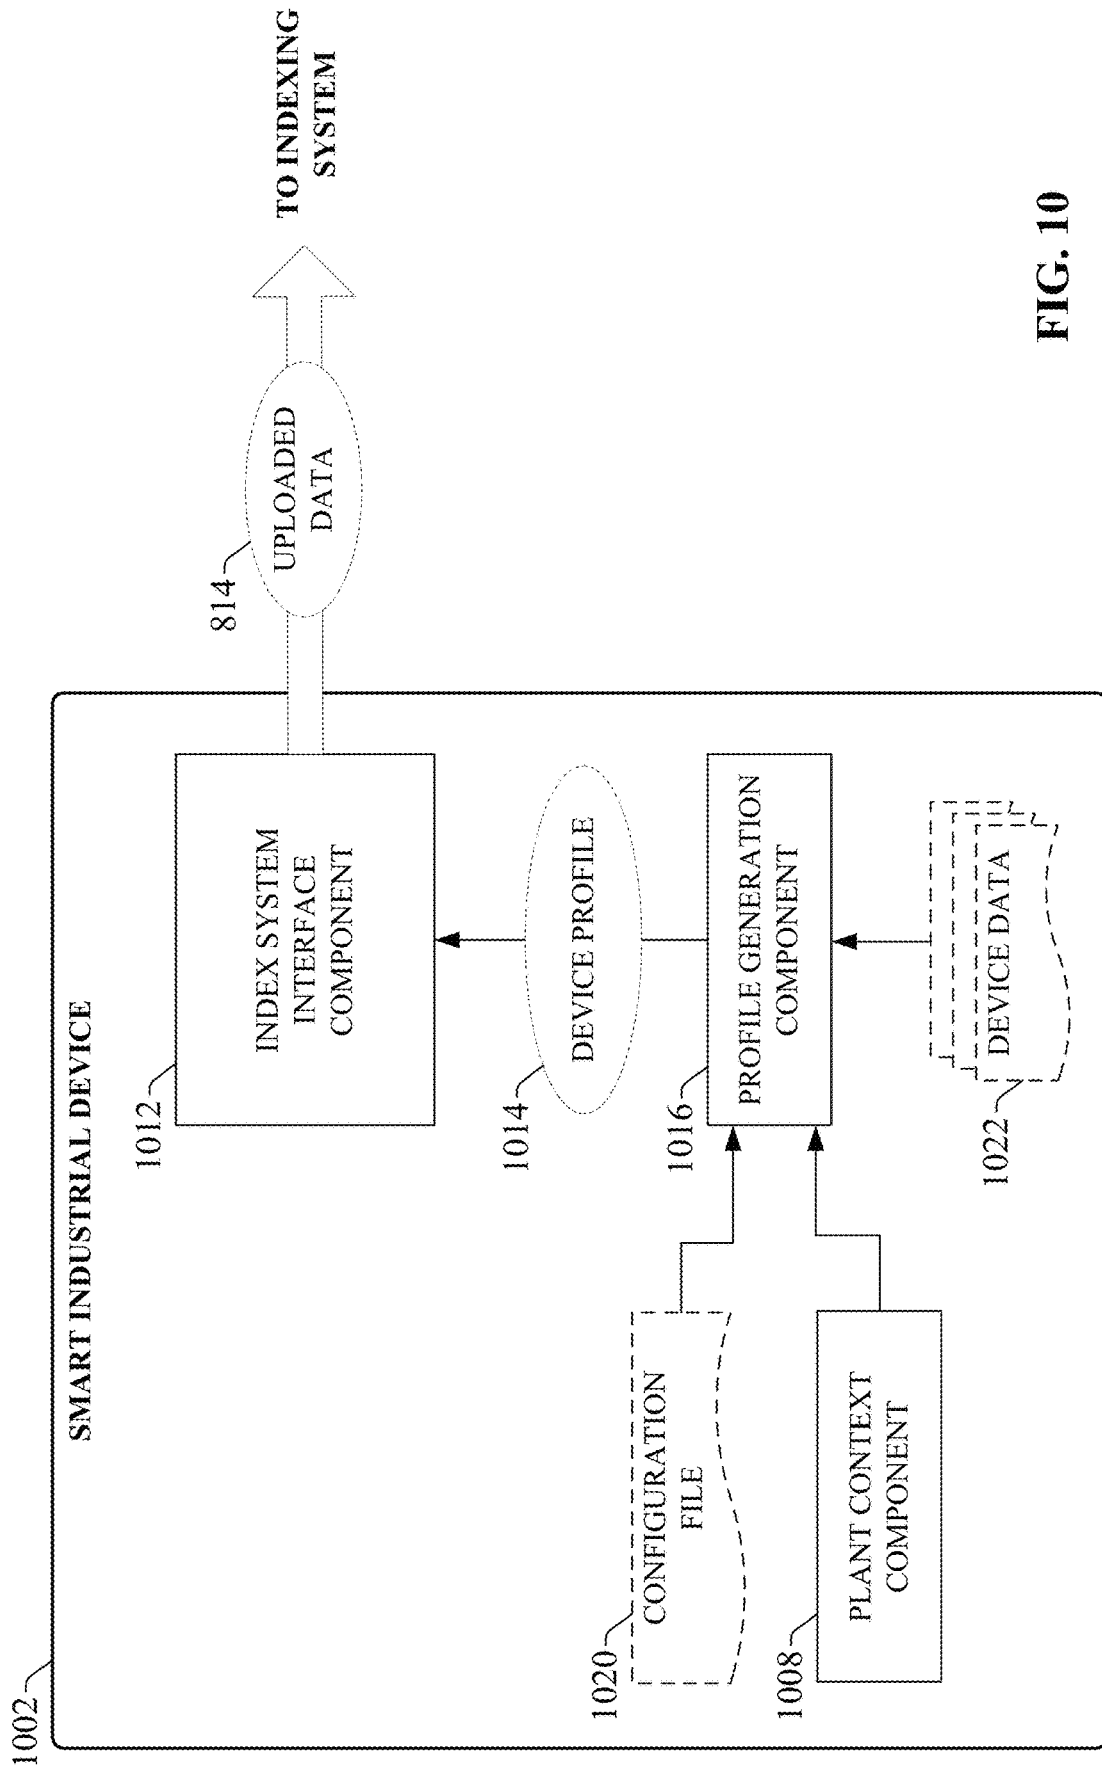 1002
SMART INDUSTRIAL DEVICE
1012
INDEX SYSTEM
INTERFACE
COMPONENT
814
UPLOADED
DATA
TO INDEXING
SYSTEM
1014
DEVICE PROFILE
1020
CONFIGURATION
FILE
1016
PROFILE GENERATION
COMPONENT
1008
PLANT CONTEXT
COMPONENT
1022
DEVICE DATA
FIG. 10